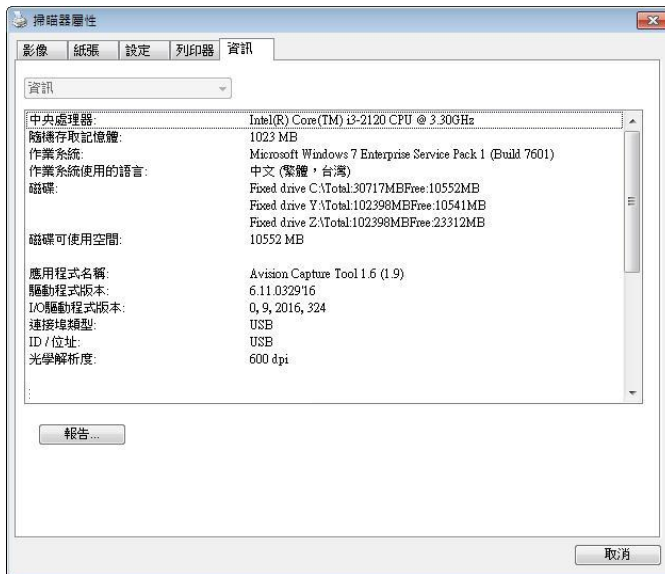 掃瞄器屬性
影像 紙張 設定 列印器 資訊
資訊
中央處理器: Intel(R) Core(TM) i3-2120 CPU @ 3.30GHz
隨機存取記憶體: 1023 MB
作業系統: Microsoft Windows 7 Enterprise Service Pack 1 (Build 7601)
作業系統使用的語言: 中文 (繁體，台灣)
磁碟: Fixed drive C:\Total:30717MBFree:10552MB
Fixed drive Y:\Total:102398MBFree:10541MB
Fixed drive Z:\Total:102398MBFree:23312MB
磁碟可使用空間: 10552 MB
應用程式名稱: Avision Capture Tool 1.6 (1.9)
驅動程式版本: 6.11.0329'16
I/O驅動程式版本: 0, 9, 2016, 324
連接埠類型: USB
ID / 位址: USB
光學解析度: 600 dpi
:
報告...
取消